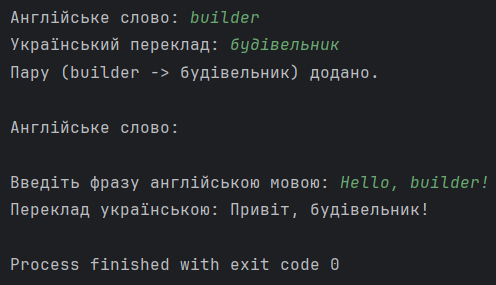 Англійське слово: builder
Український переклад: будівельник
Пару (builder -> будівельник) додано.
Англійське слово:
Введіть фразу англійською мовою: Hello, builder!
Переклад українською: Привіт, будівельник!
Process finished with exit code 0